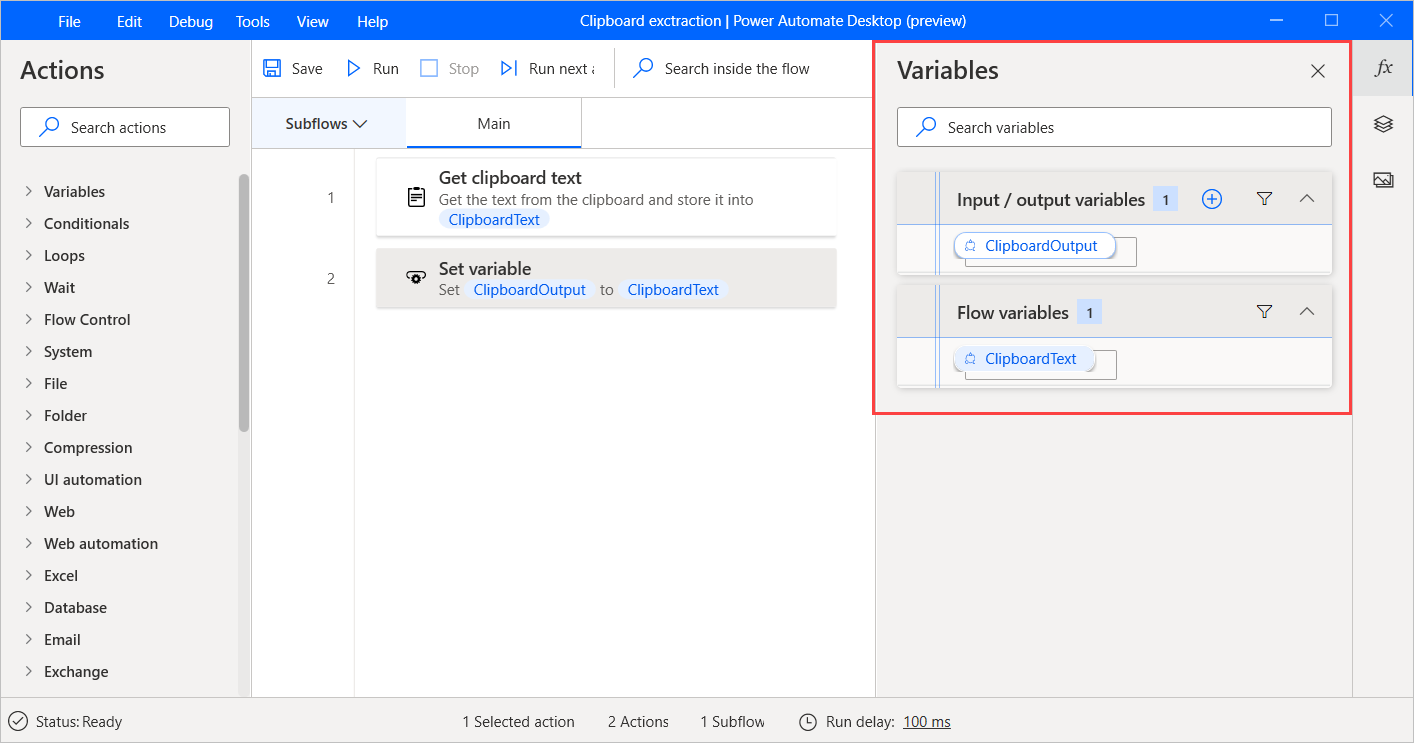 File Edit Debug Tools View Help Clipboard exctraction | Power Automate Desktop (preview)
Actions
Search actions
Variables
Conditionals
Loops
Wait
Flow Control
System
File
Folder
Compression
UI automation
Web
Web automation
Excel
Database
Email
Exchange
Save Run Stop Run next a Search inside the flow
Subflows Main
1
Get clipboard text
Get the text from the clipboard and store it into
ClipboardText
2
Set variable
Set ClipboardOutput to ClipboardText
Variables
Search variables
Input / output variables 1
ClipboardOutput
Flow variables 1
ClipboardText
fx
Status: Ready 1 Selected action 2 Actions 1 Subflow Run delay: 100 ms